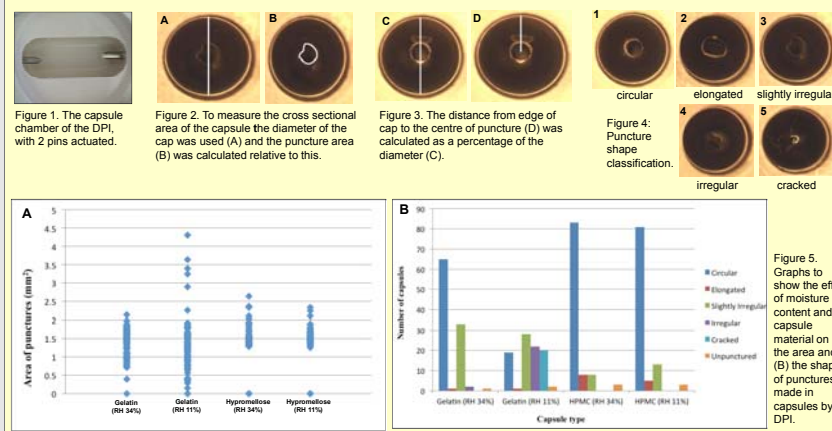 A
B
C
D
1
2
3
circular
elongated
slightly irregular
Figure 1. The capsule
chamber of the DPI,
with 2 pins actuated.
Figure 2. To measure the cross sectional
area of the capsule the diameter of the
cap was used (A) and the puncture area
(B) was calculated relative to this.
Figure 3. The distance from edge of
cap to the centre of puncture (D) was
calculated as a percentage of the
diameter (C).
Figure 4:
Puncture
shape
classification.
4
5
irregular
cracked
A
Area of punctures (mm²)
5
4.5
4
3.5
3
2.5
2
1.5
1
0.5
0
Gelatin
(RH 34%)
Gelatin
(RH 11%)
Hypromellose
(RH 34%)
Hypromellose
(RH 11%)
B
Number of capsules
90
80
70
60
50
40
30
20
10
0
Gelatin (RH 34%)
Gelatin (RH 11%)
HPMC (RH 34%)
HPMC (RH 11%)
Capsule type
Circular
Elongated
Slightly Irregular
Irregular
Cracked
Unpunctured
Figure 5.
Graphs to
show the
of moisture
content and
capsule
material on
the area and
(B) the
of punctures
made in
capsules by
DPI.